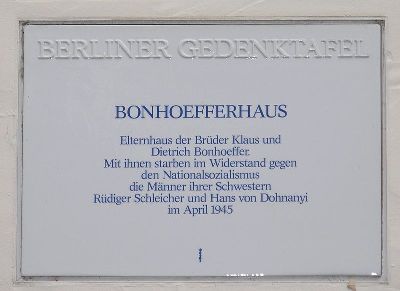 BERLINER GEDENKTAFEL
BONHOEFFERHAUS
Elternhaus der Brüder Klaus und
Dietrich Bonhoeffer.
Mit ihnen starben im Widerstand gegen
den Nationalsozialismus
die Männer ihrer Schwestern
Rüdiger Schleicher und Hans von Dohnanyi
im April 1945